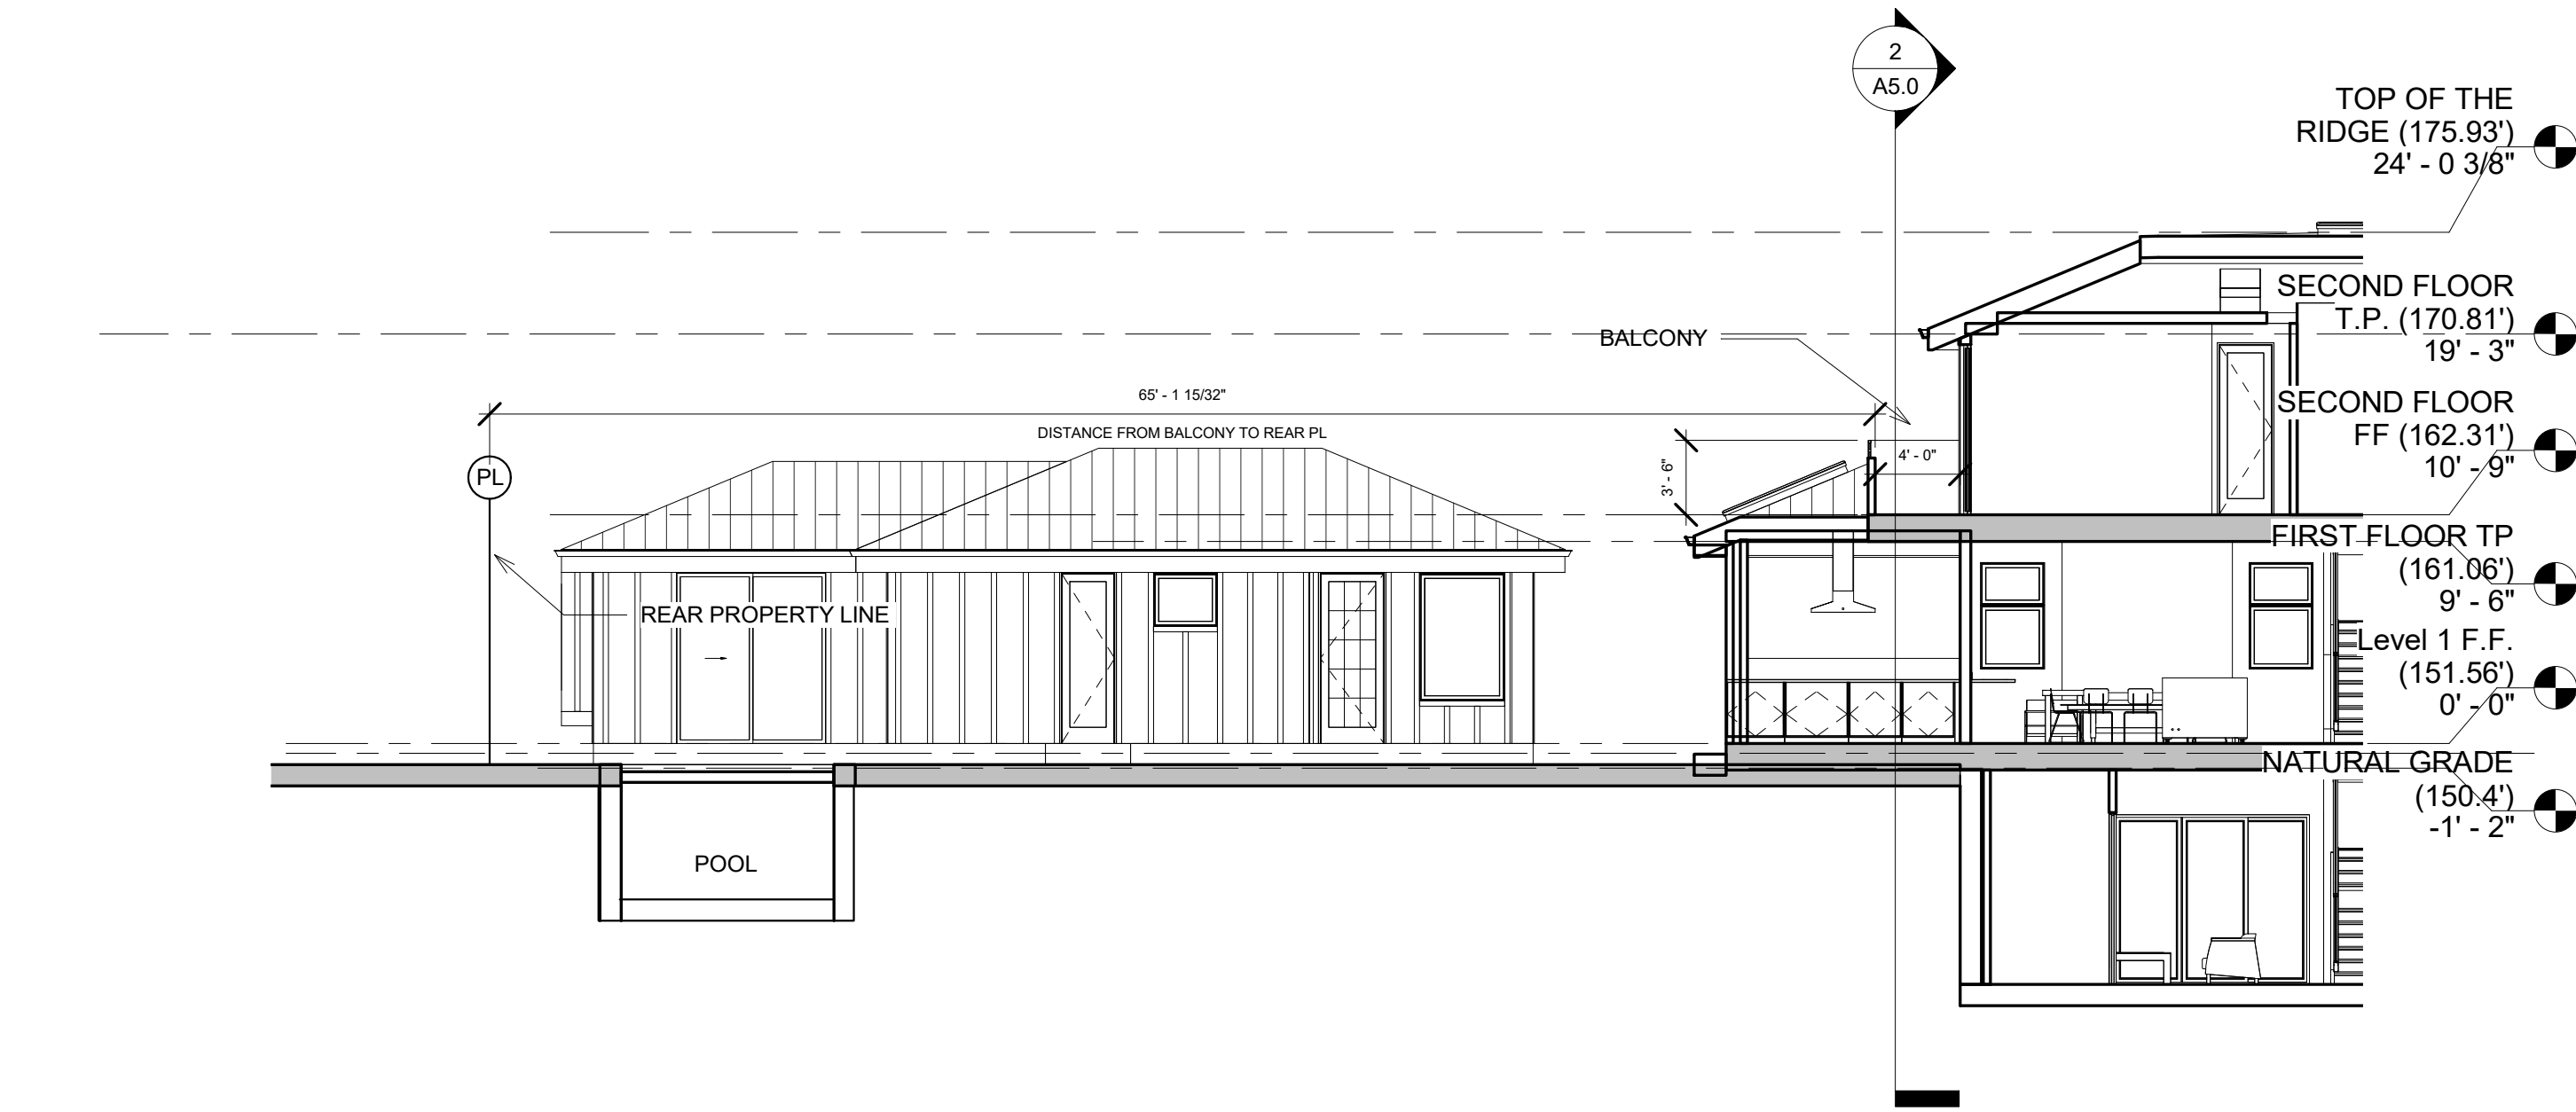 2
A5.0
TOP OF THE
RIDGE (175.93')
24' - 0 3/8"
SECOND FLOOR
T.P. (170.81')
19' - 3"
BALCONY
65' - 1 15/32"
DISTANCE FROM BALCONY TO REAR PL
SECOND FLOOR
FF (162.31')
10' - 9"
4' - 0"
3' - 6"
PL
FIRST FLOOR TP
(161.06')
9' - 6"
REAR PROPERTY LINE
Level 1 F.F.
(151.56')
0' - 0"
NATURAL GRADE
(150.4')
-1' - 2"
POOL